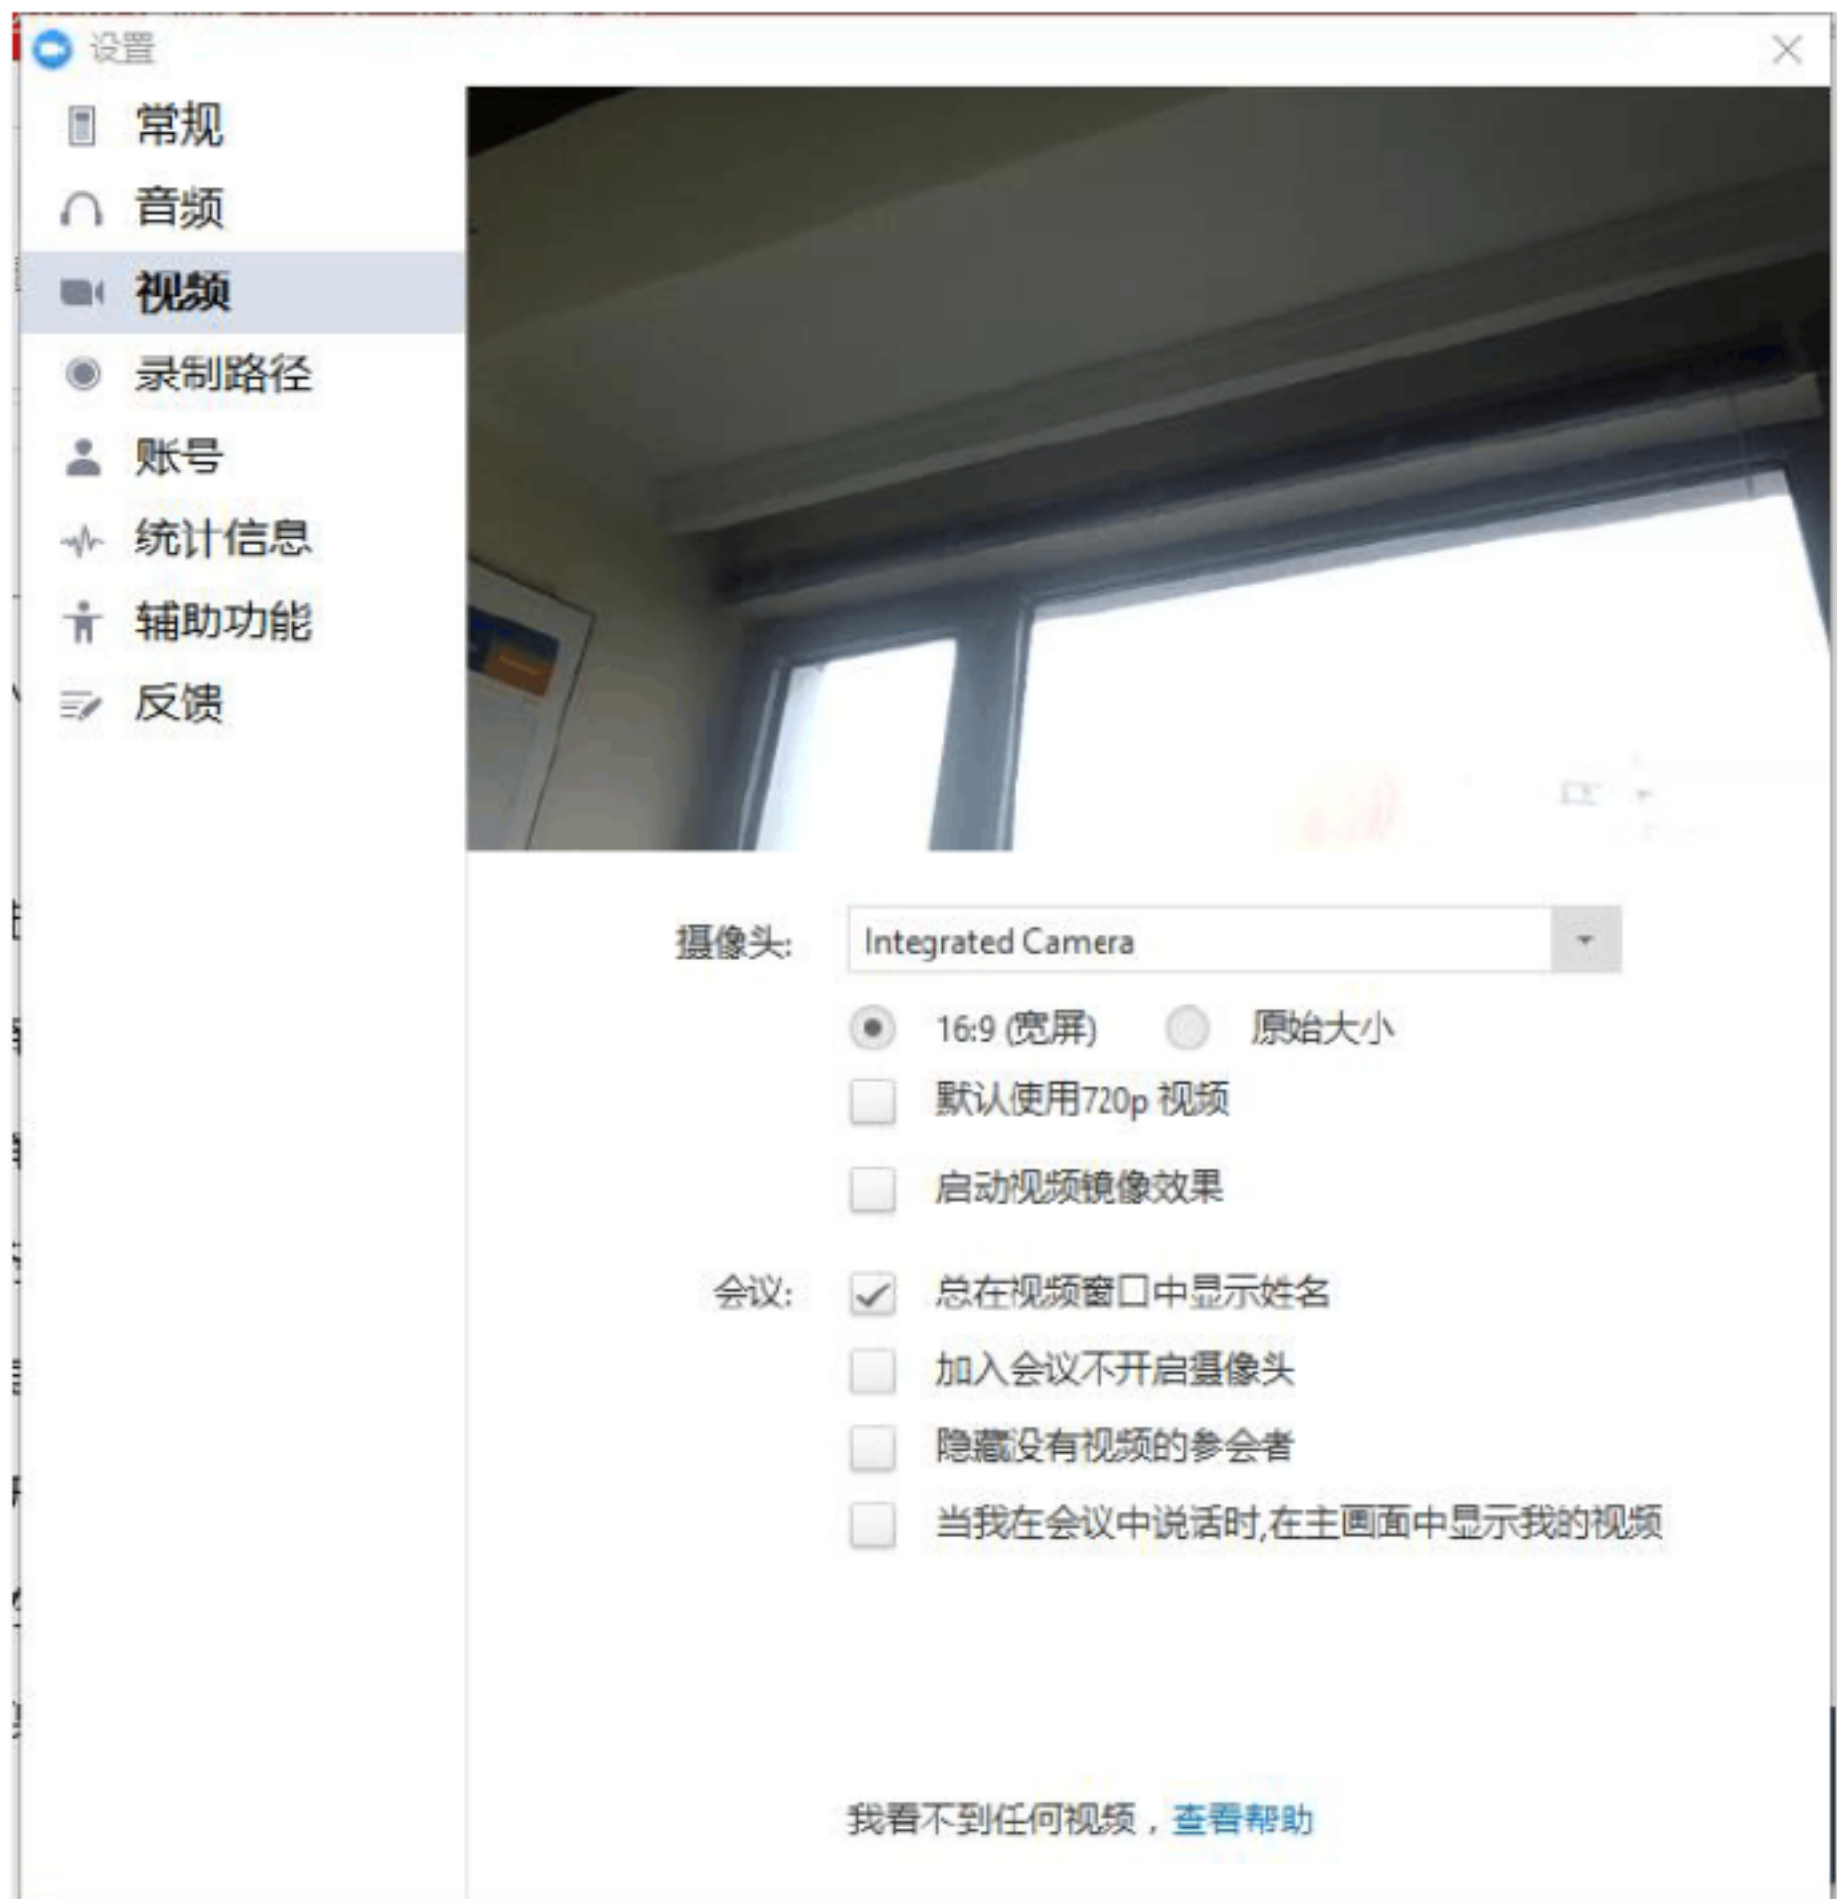 设置
常规
音频
视频
录制路径
账号
统计信息
辅助功能
反馈
摄像头: Integrated Camera
16:9 (宽屏) 原始大小
默认使用720p 视频
启动视频镜像效果
会议: 总在视频窗口中显示姓名
加入会议不开启摄像头
隐藏没有视频的参会者
当我在会议中说话时,在主画面中显示我的视频
我看不到任何视频，查看帮助